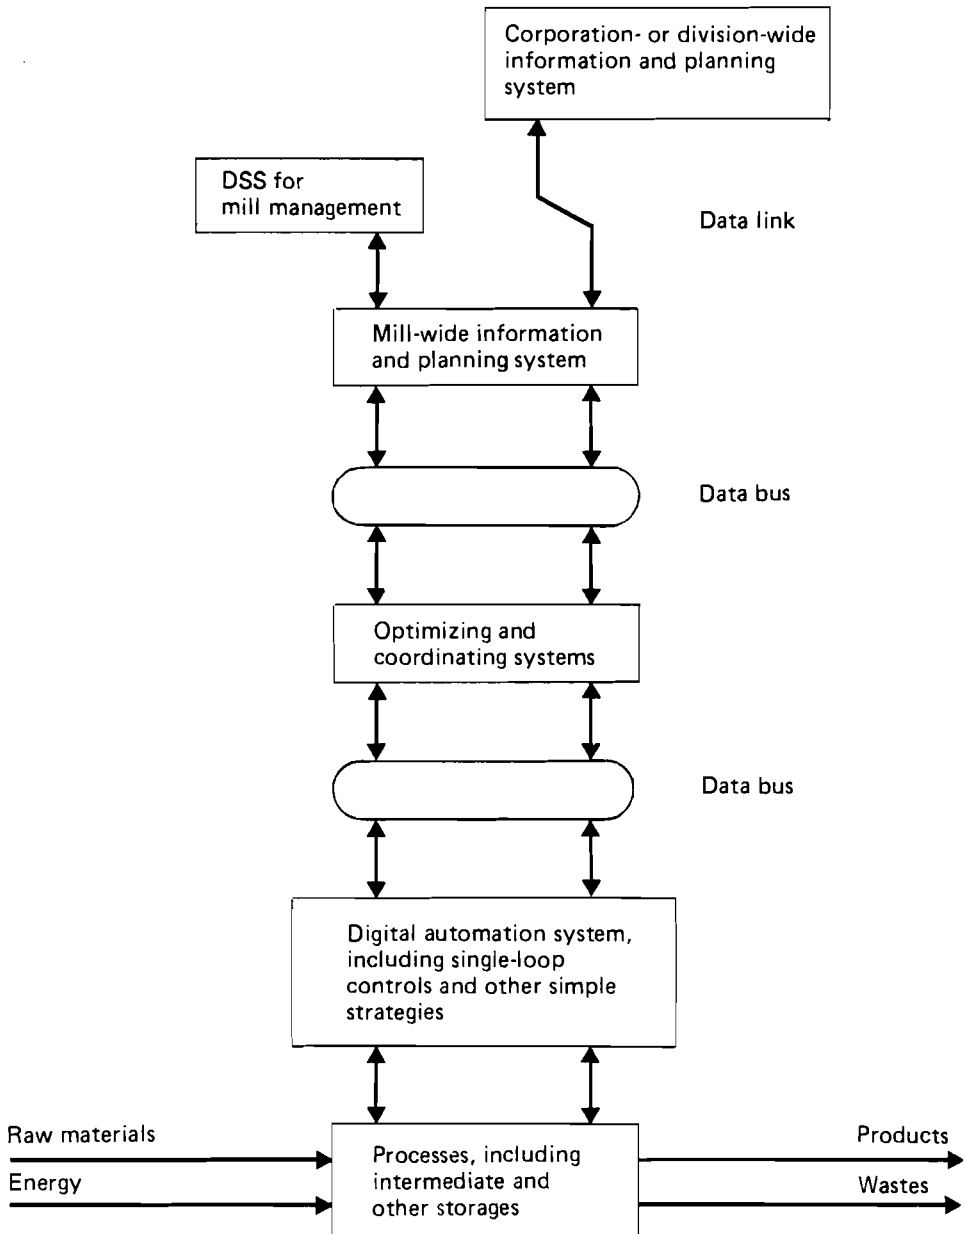 Corporation- or division-wide
information and planning
system
DSS for
mill management
Data link
Mill-wide information
and planning system
Data bus
Optimizing and
coordinating systems
Data bus
Digital automation system,
including single-loop
controls and other simple
strategies
Raw materials
Energy
Processes, including
intermediate and
other storages
Products
Wastes